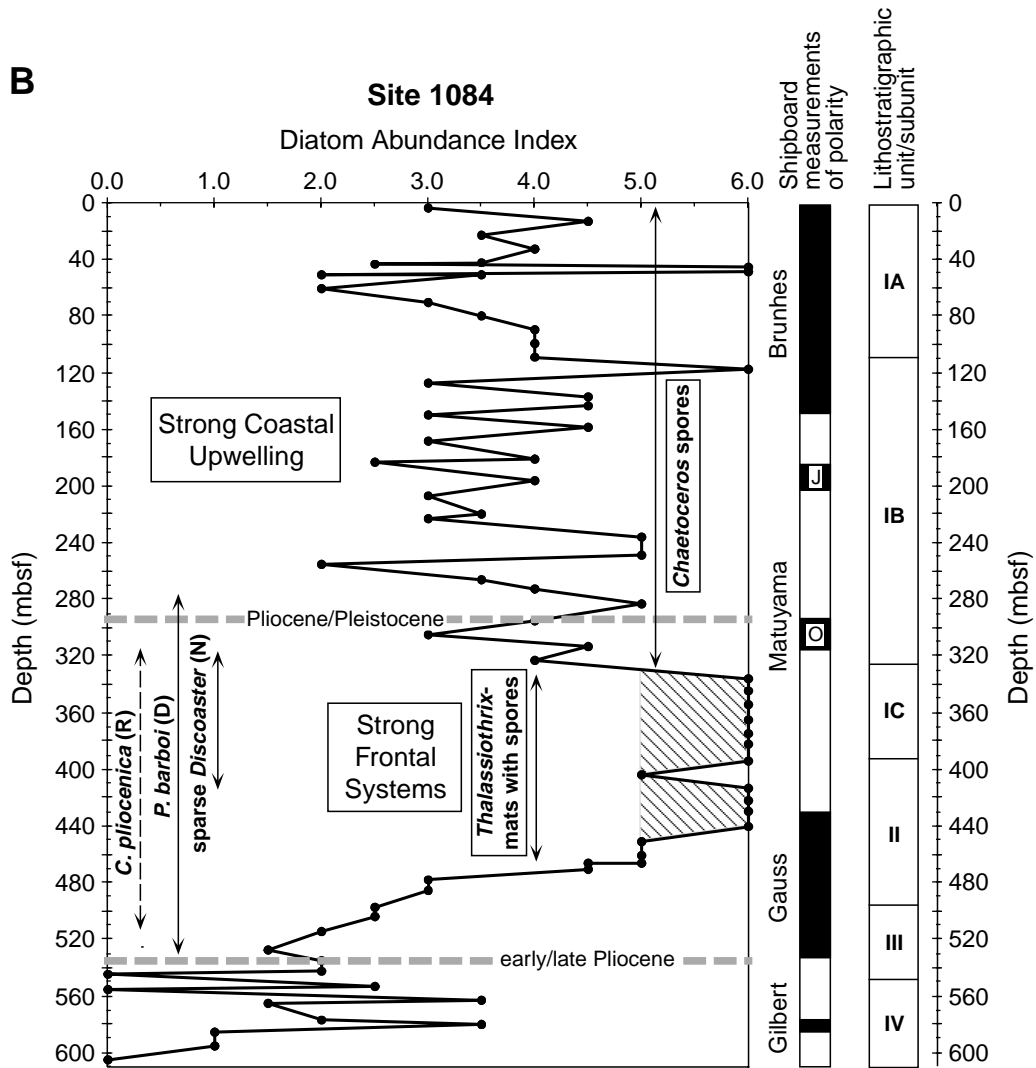 B
Site 1084
Diatom Abundance Index
Shipboard
measurements
of polarity
Lithostratigraphic
unit/subunit
0.0 1.0 2.0 3.0 4.0 5.0 6.0
Depth (mbsf)
0
40
80
120
160
200
240
280
320
360
400
440
480
520
560
600
Strong Coastal
Upwelling
Chaetoceros spores
Pliocene/Pleistocene
C. pliocenica (R)
P. barboi (D)
sparse Discoaster (N)
Strong
Frontal
Systems
Thalassiothrix-
mats with spores
early/late Pliocene
Brunhes
Matuyama
Gauss
Gilbert
J
O
IA
IB
IC
II
III
IV
0
40
80
120
160
200
240
280
320
360
400
440
480
520
560
600
Depth (mbsf)